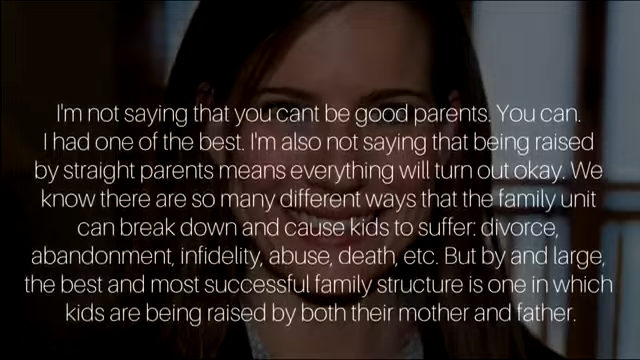 I'm not saying that you cant be good parents. You can.
I had one of the best. I'm also not saying that being raised
by straight parents means everything will turn out okay. We
know there are so many different ways that the family unit
can break down and cause kids to suffer: divorce,
abandonment, infidelity, abuse, death, etc. But by and large,
the best and most successful family structure is one in which
kids are being raised by both their mother and father.